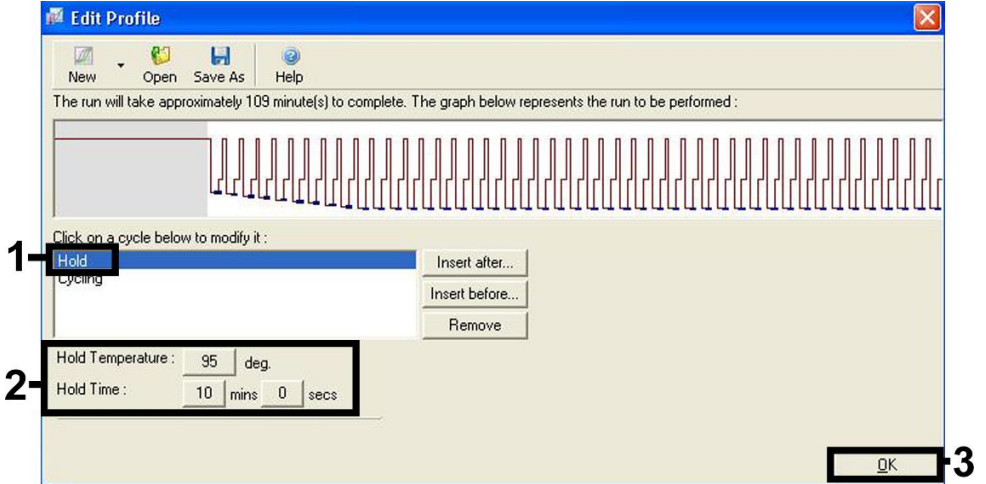 Edit Profile
New Open Save As Help
The run will take approximately 109 minute(s) to complete. The graph below represents the run to be performed :
Click on a cycle below to modify it :
1
Hold
Cycling
Insert after...
Insert before...
Remove
2
Hold Temperature : 95 deg.
Hold Time : 10 mins 0 secs
OK
3